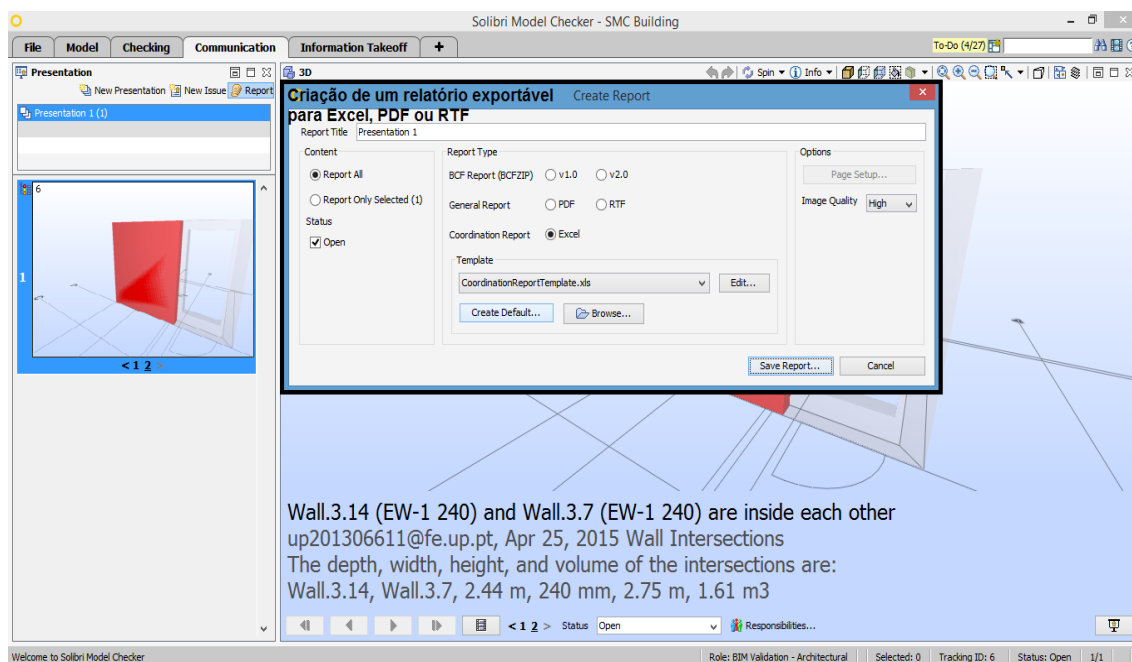 Solibri Model Checker - SMC Building
File Model Checking Communication Information Takeoff +
To-Do (4/27)
Presentation
New Presentation New Issue Report
Presentation 1 (1)
6
1
< 1 2 >
3D
Spin Info
Criação de um relatório exportável
para Excel, PDF ou RTF
Create Report
Report Title Presentation 1
Content
Report All
Report Only Selected (1)
Status
Open
Report Type
BCF Report (BCFZIP) v1.0 v2.0
General Report PDF RTF
Coordination Report Excel
Template
CoordinationReportTemplate.xls Edit...
Create Default... Browse...
Options
Page Setup...
Image Quality High
Save Report... Cancel
Wall.3.14 (EW-1 240) and Wall.3.7 (EW-1 240) are inside each other
up201306611@fe.up.pt, Apr 25, 2015 Wall Intersections
The depth, width, height, and volume of the intersections are:
Wall.3.14, Wall.3.7, 2.44 m, 240 mm, 2.75 m, 1.61 m3
< 1 2 > Status Open Responsibilities...
Welcome to Solibri Model Checker
Role: BIM Validation - Architectural Selected: 0 Tracking ID: 6 Status: Open 1/1